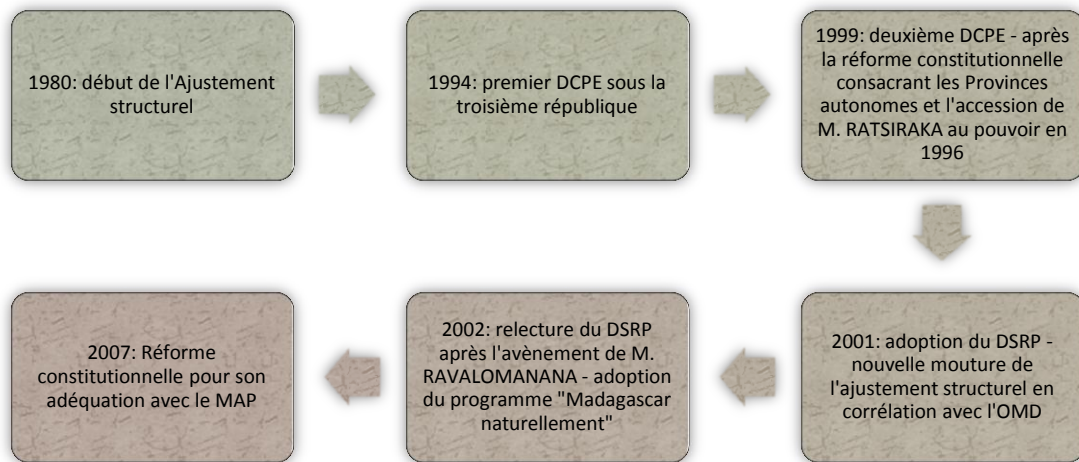 1980: début de l'Ajustement
structurel
1994: premier DCPE sous la
troisième république
1999: deuxième DCPE - après
la réforme constitutionnelle
consacrant les Provinces
autonomes et l'accession de
M. RATSIRAKA au pouvoir en
1996
2001: adoption du DSRP -
nouvelle mouture de
l'ajustement structurel en
corrélation avec l'OMD
2002: relecture du DSRP
après l'avènement de M.
RAVALOMANANA - adoption
du programme "Madagascar
naturellement"
2007: Réforme
constitutionnelle pour son
adéquation avec le MAP